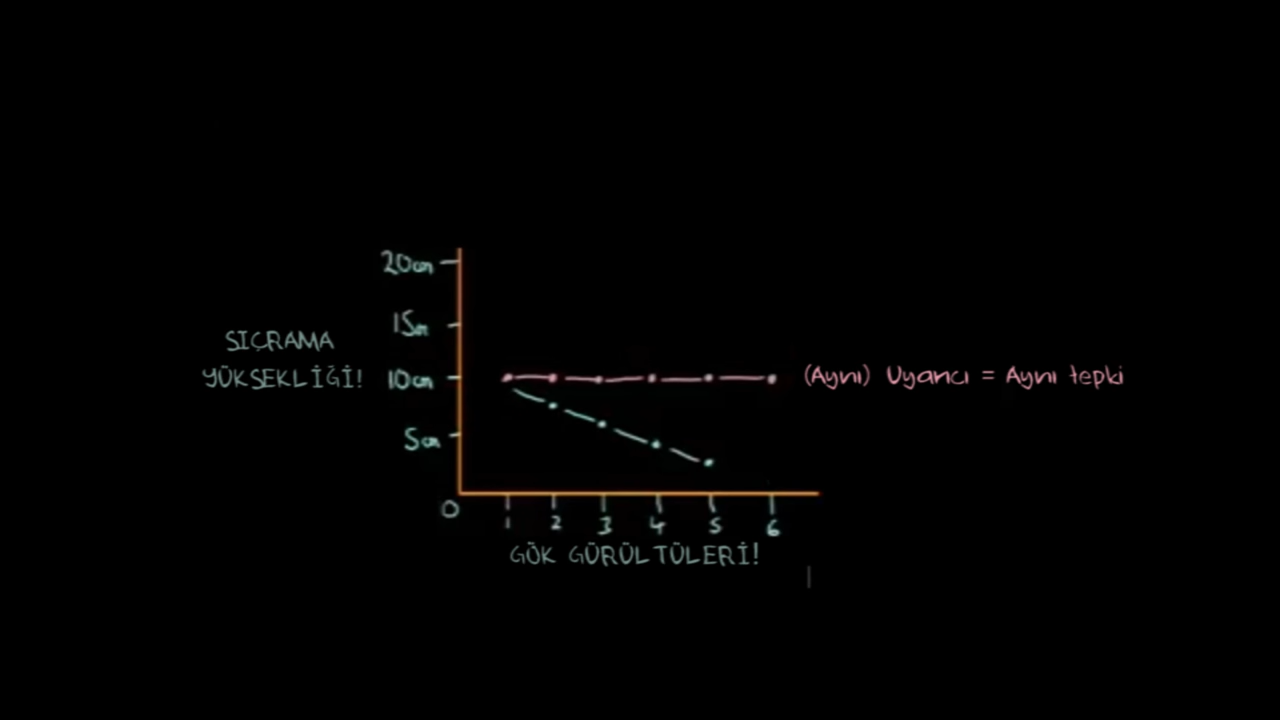 20cm
15cm
SIÇRAMA
YÜKSEKLİĞİ!
10cm
(Aynı) Uyarıcı = Aynı tepki
5cm
0
1 2 3 4 5 6
GÖK GÜRÜLTÜLERİ!